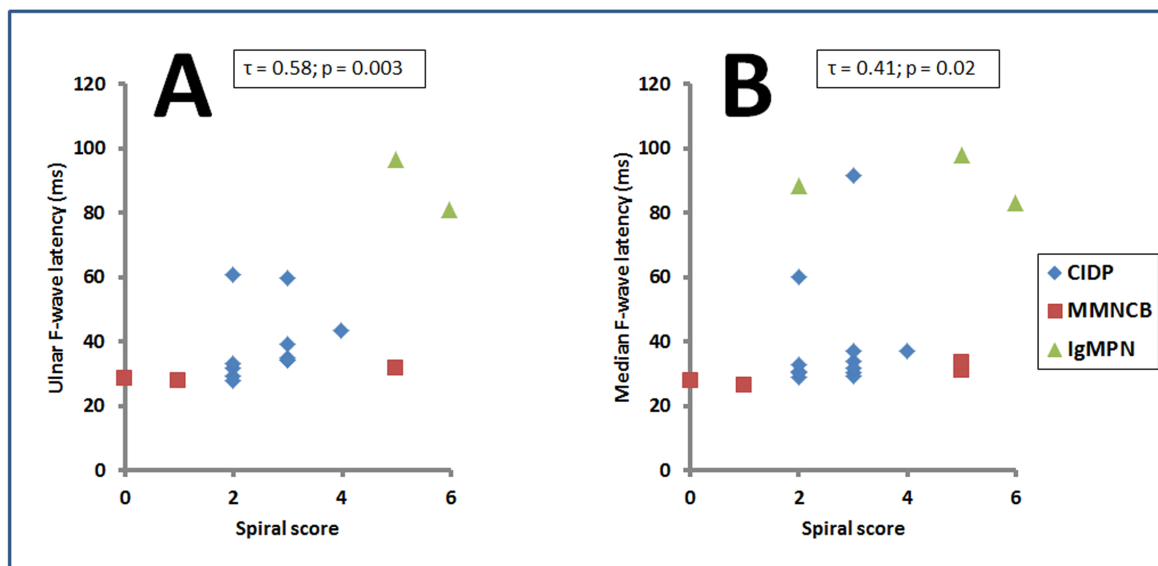 A
τ = 0.58; p = 0.003
120
100
80
60
40
20
0
Ulnar F-wave latency (ms)
0 2 4 6
Spiral score
B
τ = 0.41; p = 0.02
120
100
80
60
40
20
0
Median F-wave latency (ms)
0 2 4 6
Spiral score
CIDP
MMNCB
IgMPN